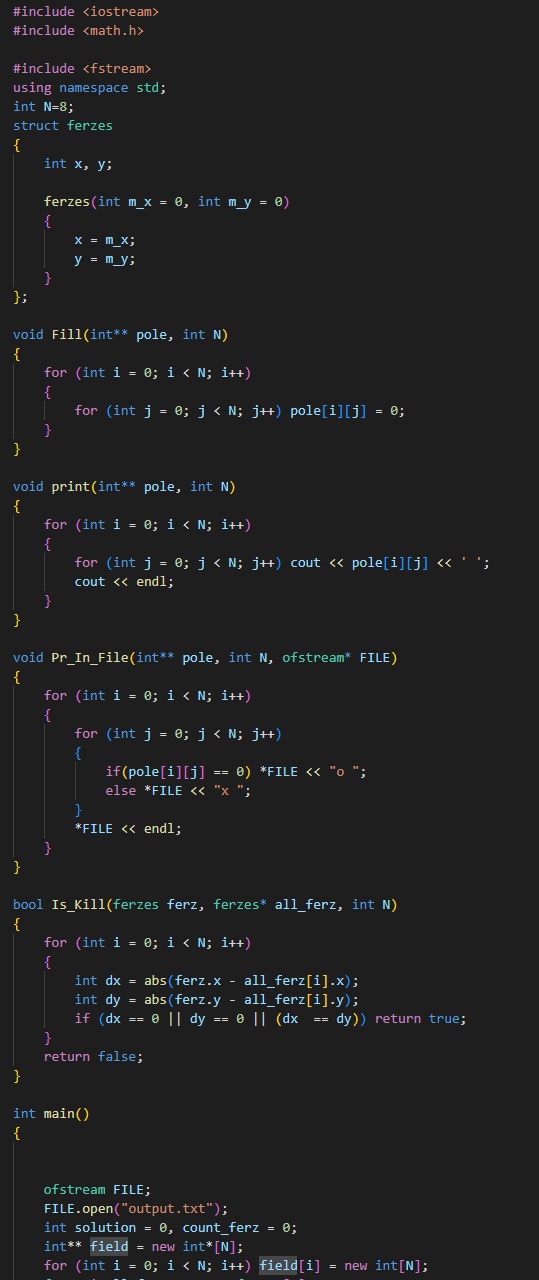 #include <iostream>
#include <math.h>
#include <fstream>
using namespace std;
int N=8;
struct ferzes
{
    int x, y;
    ferzes(int m_x = 0, int m_y = 0)
    {
        x = m_x;
        y = m_y;
    }
};
void Fill(int** pole, int N)
{
    for (int i = 0; i < N; i++)
    {
        for (int j = 0; j < N; j++) pole[i][j] = 0;
    }
}
void print(int** pole, int N)
{
    for (int i = 0; i < N; i++)
    {
        for (int j = 0; j < N; j++) cout << pole[i][j] << ' ';
        cout << endl;
    }
}
void Pr_In_File(int** pole, int N, ofstream* FILE)
{
    for (int i = 0; i < N; i++)
    {
        for (int j = 0; j < N; j++)
        {
            if(pole[i][j] == 0) *FILE << "o ";
            else *FILE << "x ";
        }
        *FILE << endl;
    }
}
bool Is_Kill(ferzes ferz, ferzes* all_ferz, int N)
{
    for (int i = 0; i < N; i++)
    {
        int dx = abs(ferz.x - all_ferz[i].x);
        int dy = abs(ferz.y - all_ferz[i].y);
        if (dx == 0 || dy == 0 || (dx  == dy)) return true;
    }
    return false;
}
int main()
{
    ofstream FILE;
    FILE.open("output.txt");
    int solution = 0, count_ferz = 0;
    int** field = new int*[N];
    for (int i = 0; i < N; i++) field[i] = new int[N];